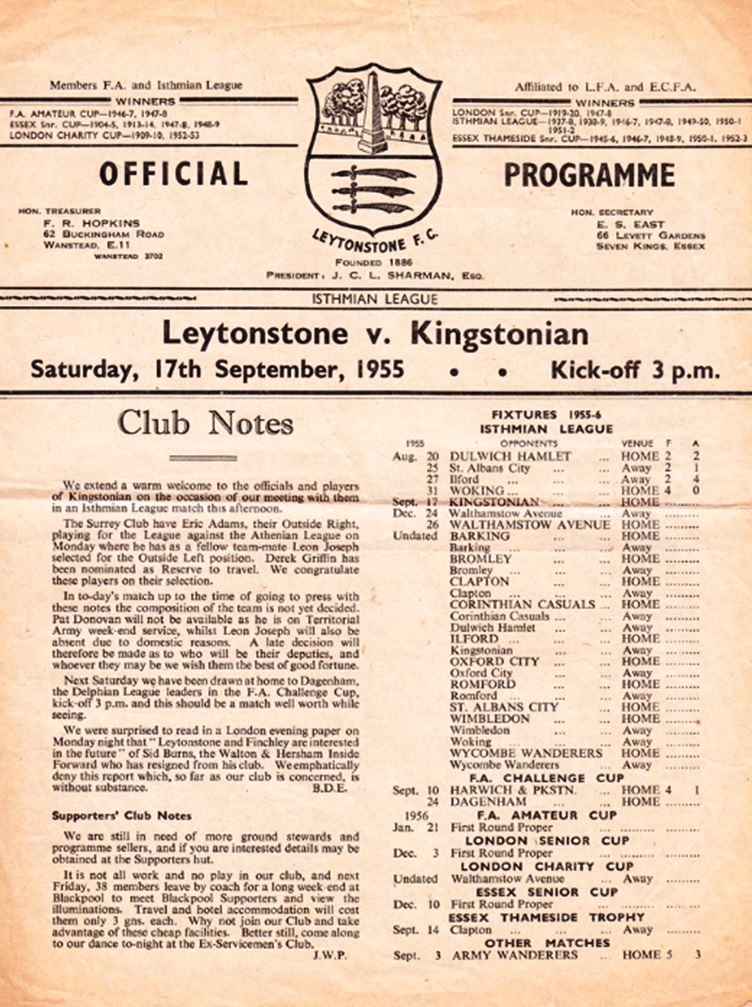 Members F.A. and Isthmian League
WINNERS
F.A. AMATEUR CUP—1946-7, 1947-8
ESSEX Snr. CUP—1904-5, 1913-14, 1947-8, 1948-9
LONDON CHARITY CUP—1909-10, 1952-53
Affiliated to L.F.A. and E.C.F.A.
WINNERS
LONDON Snr. CUP—1919-20, 1947-8
ISTHMIAN LEAGUE—1937-8, 1938-9, 1946-7, 1947-8, 1949-50, 1950-1
1951-2
ESSEX THAMESIDE Snr. CUP—1945-6, 1946-7, 1948-9, 1950-1, 1952-3
OFFICIAL PROGRAMME
HON. TREASURER
F. R. HOPKINS
62 BUCKINGHAM ROAD
WANSTEAD, E.11
WANSTEAD 3702
HON. SECRETARY
E. S. EAST
66 LEVETT GARDENS
SEVEN KINGS, ESSEX
LEYTONSTONE F.C.
FOUNDED 1886
PRESIDENT: J. C. L. SHARMAN, ESQ.
ISTHMIAN LEAGUE
Leytonstone v. Kingstonian
Saturday, 17th September, 1955 • • Kick-off 3 p.m.
Club Notes
We extend a warm welcome to the officials and players
of Kingstonian on the occasion of our meeting with them
in an Isthmian League match this afternoon.
The Surrey Club have Eric Adams, their Outside Right,
playing for the League against the Athenian League on
Monday where he has as a fellow team-mate Leon Joseph
selected for the Outside Left position. Derek Griffin has
been nominated as Reserve to travel. We congratulate
these players on their selection.
In to-day's match up to the time of going to press with
these notes the composition of the team is not yet decided.
Pat Donovan will not be available as he is on Territorial
Army week-end service, whilst Leon Joseph will also be
absent due to domestic reasons. A late decision will
therefore be made as to who will be their deputies, and
whoever they may be we wish them the best of good fortune.
Next Saturday we have been drawn at home to Dagenham,
the Delphian League leaders in the F.A. Challenge Cup,
kick-off 3 p.m. and this should be a match well worth while
seeing.
We were surprised to read in a London evening paper on
Monday night that "Leytonstone and Finchley are interested
in the future" of Sid Burns, the Walton & Hersham Inside
Forward who has resigned from his club. We emphatically
deny this report which, so far as our club is concerned, is
without substance. B.D.E.
Supporters' Club Notes
We are still in need of more ground stewards and
programme sellers, and if you are interested details may be
obtained at the Supporters hut.
It is not all work and no play in our club, and next
Friday, 38 members leave by coach for a long week-end at
Blackpool to meet Blackpool Supporters and view the
illuminations. Travel and hotel accommodation will cost
them only 3 gns. each. Why not join our Club and take
advantage of these cheap facilities. Better still, come along
to our dance to-night at the Ex-Servicemen's Club.
J.W.P.
FIXTURES 1955-6
ISTHMIAN LEAGUE
1955 OPPONENTS VENUE F A
Aug. 20 DULWICH HAMLET ... HOME 2 2
25 St. Albans City ... ... Away 2 1
27 Ilford ... ... Away 2 4
31 WOKING ... ... HOME 4 0
Sept. 17 KINGSTONIAN ... HOME .........
Dec. 24 Walthamstow Avenue ... Away .........
26 WALTHAMSTOW AVENUE HOME .........
Undated BARKING ... ... HOME .........
Barking ... ... Away .........
BROMLEY ... ... HOME .........
Bromley ... ... Away .........
CLAPTON ... ... HOME .........
Clapton ... ... Away .........
CORINTHIAN CASUALS ... HOME .........
Corinthian Casuals ... ... Away .........
Dulwich Hamlet ... Away .........
ILFORD ... ... HOME .........
Kingstonian ... ... Away .........
OXFORD CITY ... HOME .........
Oxford City ... ... Away .........
ROMFORD ... ... HOME .........
Romford ... ... Away .........
ST. ALBANS CITY ... HOME .........
WIMBLEDON ... ... HOME .........
Wimbledon ... ... Away .........
Woking ... ... Away .........
WYCOMBE WANDERERS HOME .........
Wycombe Wanderers ... Away .........
F.A. CHALLENGE CUP
Sept. 10 HARWICH & PKSTN. ... HOME 4 1
24 DAGENHAM ... HOME .........
1956 F.A. AMATEUR CUP
Jan. 21 First Round Proper ... ......... .........
LONDON SENIOR CUP
Dec. 3 First Round Proper ... ......... .........
LONDON CHARITY CUP
Undated Walthamstow Avenue ... Away .........
ESSEX SENIOR CUP
Dec. 10 First Round Proper ... ......... .........
ESSEX THAMESIDE TROPHY
Sept. 14 Clapton ... ... ... Away .........
OTHER MATCHES
Sept. 3 ARMY WANDERERS ... HOME 5 3